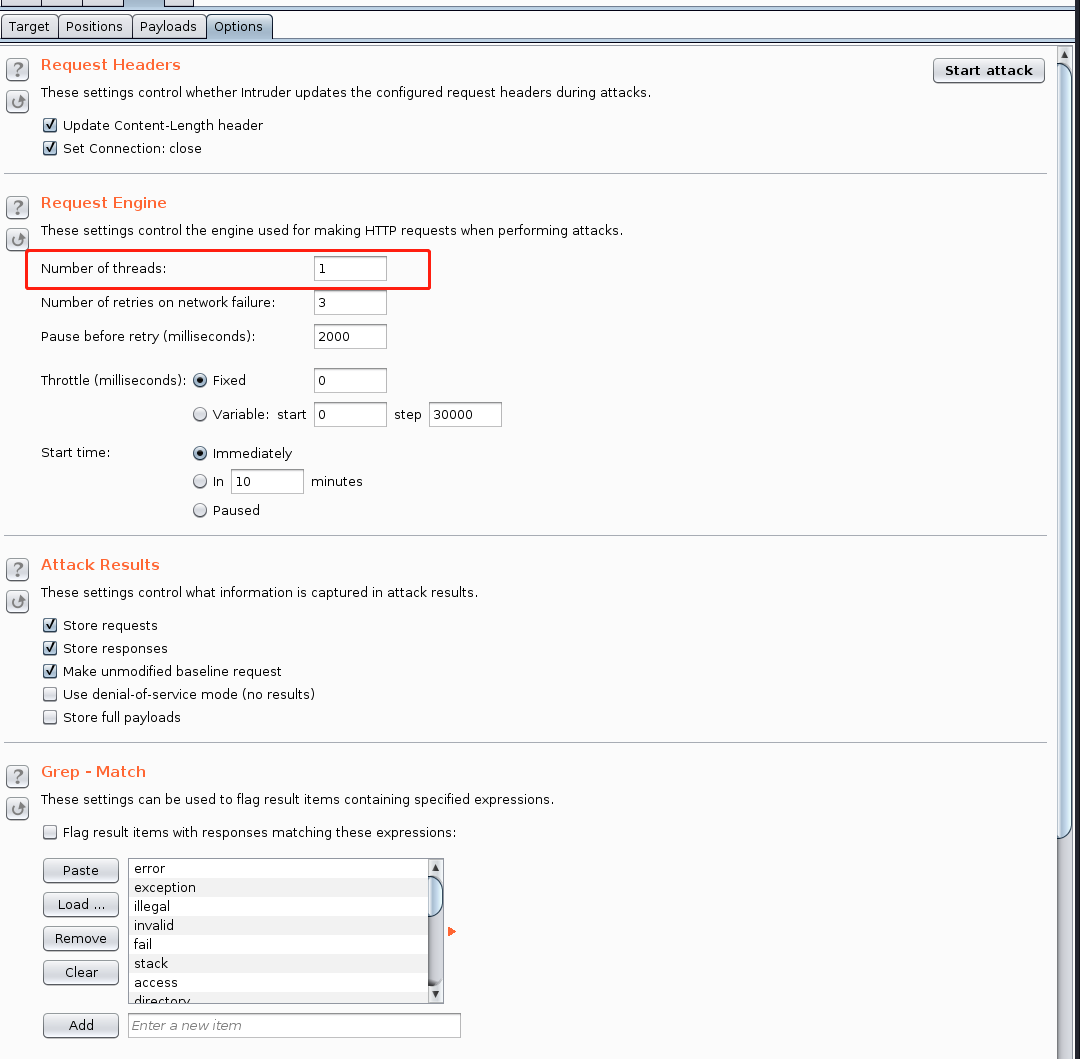 Target Positions Payloads Options
? Request Headers
Start attack
These settings control whether Intruder updates the configured request headers during attacks.
Update Content-Length header
Set Connection: close
? Request Engine
These settings control the engine used for making HTTP requests when performing attacks.
Number of threads: 1
Number of retries on network failure: 3
Pause before retry (milliseconds): 2000
Throttle (milliseconds): Fixed 0
Variable: start 0 step 30000
Start time: Immediately
In 10 minutes
Paused
? Attack Results
These settings control what information is captured in attack results.
Store requests
Store responses
Make unmodified baseline request
Use denial-of-service mode (no results)
Store full payloads
? Grep - Match
These settings can be used to flag result items containing specified expressions.
Flag result items with responses matching these expressions:
Paste
Load ...
Remove
Clear
error
exception
illegal
invalid
fail
stack
access
directory
Add Enter a new item